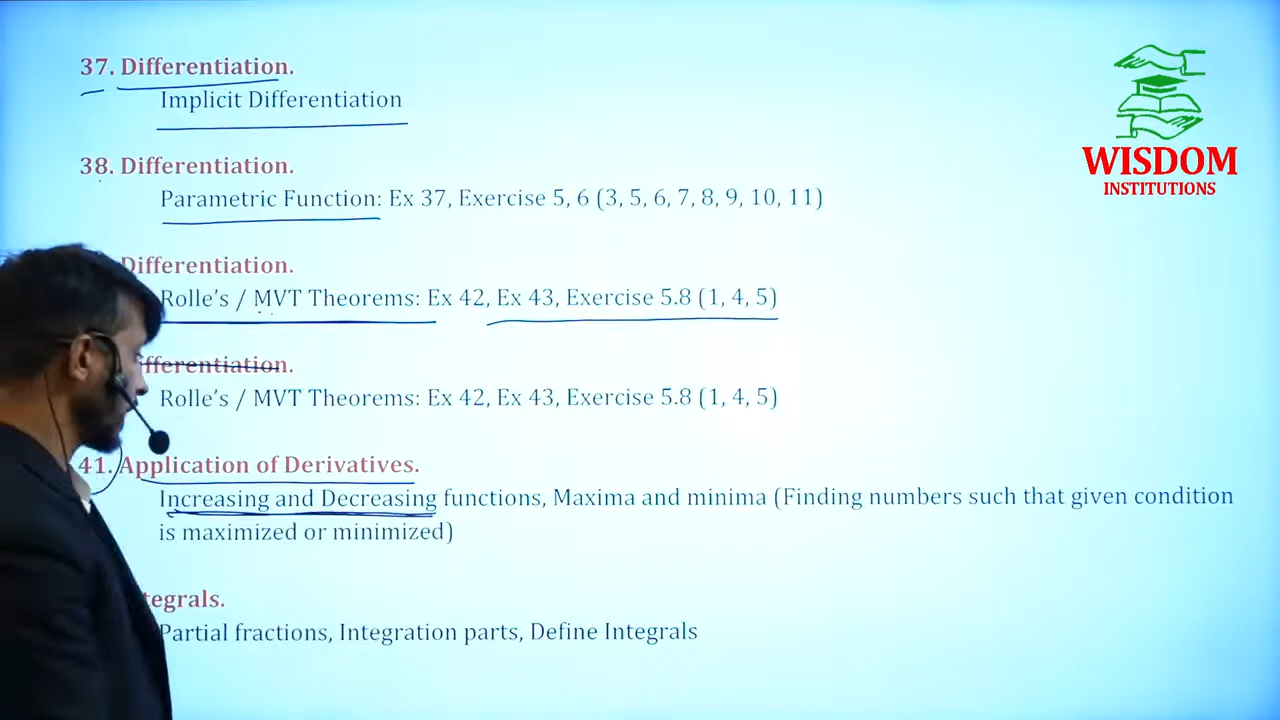 37. Differentiation.
Implicit Differentiation
38. Differentiation.
Parametric Function: Ex 37, Exercise 5, 6 (3, 5, 6, 7, 8, 9, 10, 11)
Differentiation.
Rolle's / MVT Theorems: Ex 42, Ex 43, Exercise 5.8 (1, 4, 5)
ifferentiation.
Rolle's / MVT Theorems: Ex 42, Ex 43, Exercise 5.8 (1, 4, 5)
41. Application of Derivatives.
Increasing and Decreasing functions, Maxima and minima (Finding numbers such that given condition
is maximized or minimized)
tegrals.
Partial fractions, Integration parts, Define Integrals
WISDOM
INSTITUTIONS